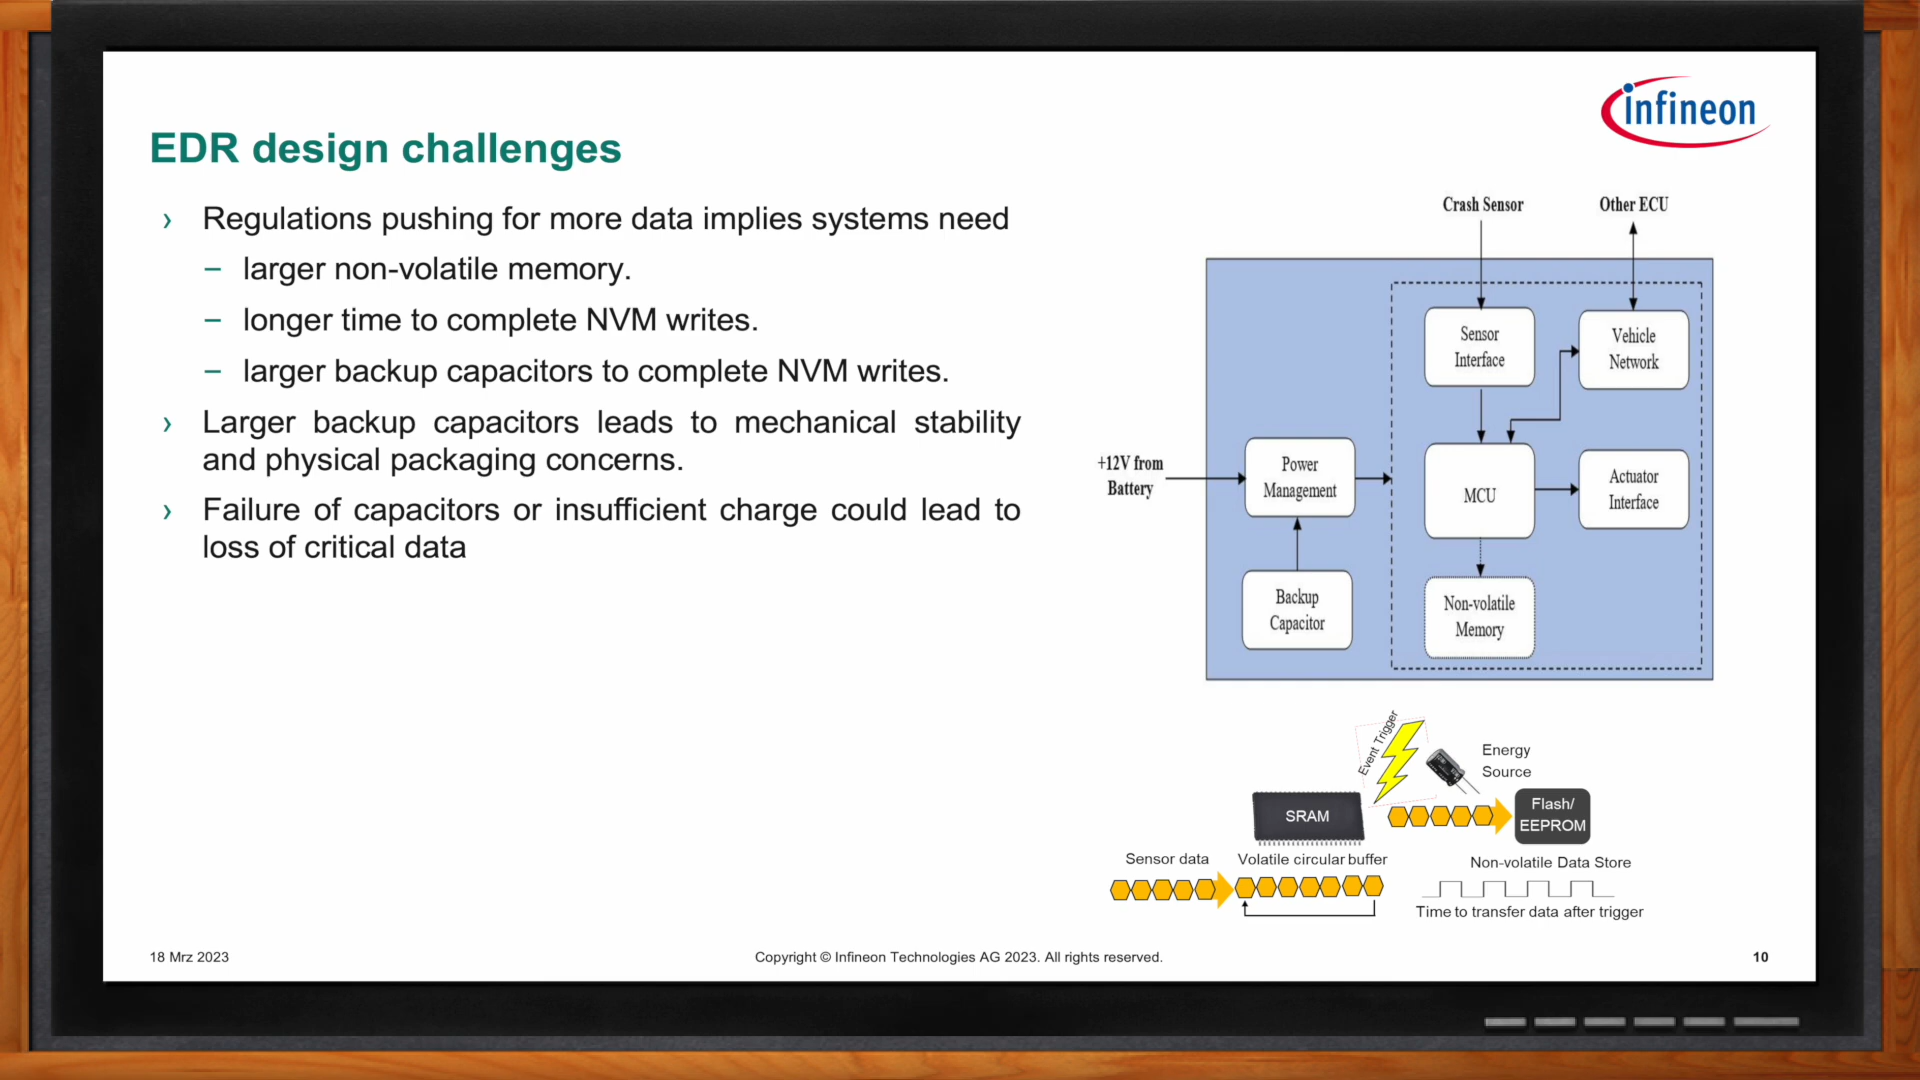 infineon
EDR design challenges
› Regulations pushing for more data implies systems need
– larger non-volatile memory.
– longer time to complete NVM writes.
– larger backup capacitors to complete NVM writes.
› Larger backup capacitors leads to mechanical stability
and physical packaging concerns.
› Failure of capacitors or insufficient charge could lead to
loss of critical data
Crash Sensor
Other ECU
Sensor
Interface
Vehicle
Network
+12V from
Battery
Power
Management
MCU
Actuator
Interface
Backup
Capacitor
Non-volatile
Memory
Event Trigger
Energy
Source
SRAM
Flash/
EEPROM
Sensor data
Volatile circular buffer
Non-volatile Data Store
Time to transfer data after trigger
18 Mrz 2023
Copyright © Infineon Technologies AG 2023. All rights reserved.
10